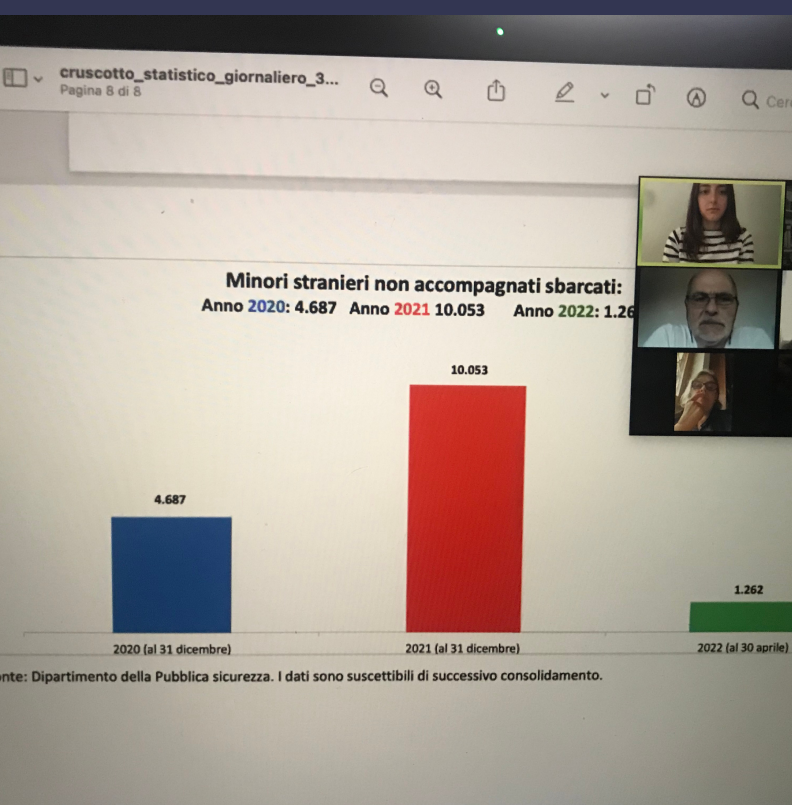 cruscotto_statistico_giornaliero_3...
Pagina 8 di 8
Minori stranieri non accompagnati sbarcati:
Anno 2020: 4.687 Anno 2021 10.053 Anno 2022: 1.26
10.053
4.687
1.262
2020 (al 31 dicembre)
2021 (al 31 dicembre)
2022 (al 30 aprile)
nte: Dipartimento della Pubblica sicurezza. I dati sono suscettibili di successivo consolidamento.